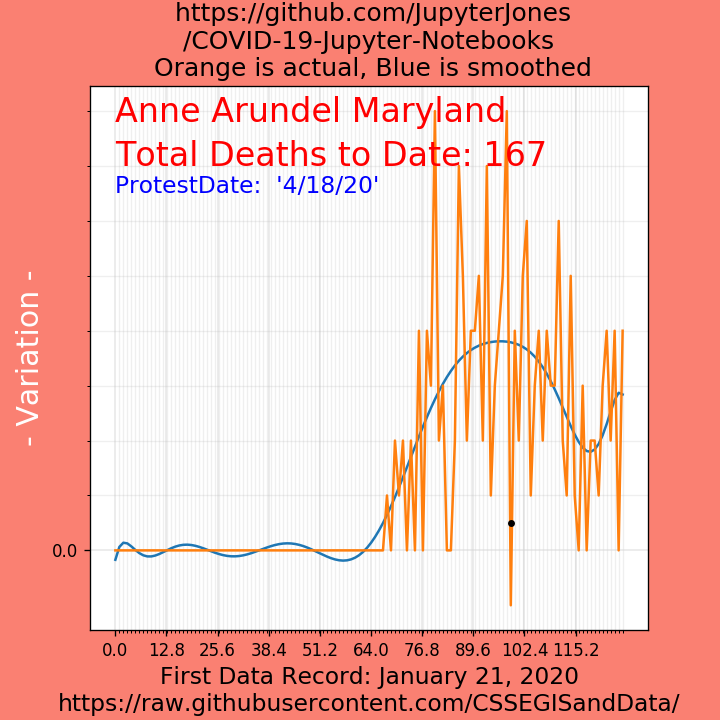 https://github.com/JupyterJones
/COVID-19-Jupyter-Notebooks
Orange is actual, Blue is smoothed
Anne Arundel Maryland
Total Deaths to Date: 167
ProtestDate:  '4/18/20'
- Variation -
0.0
0.0 12.8 25.6 38.4 51.2 64.0 76.8 89.6 102.4 115.2
First Data Record: January 21, 2020
https://raw.githubusercontent.com/CSSEGISandData/